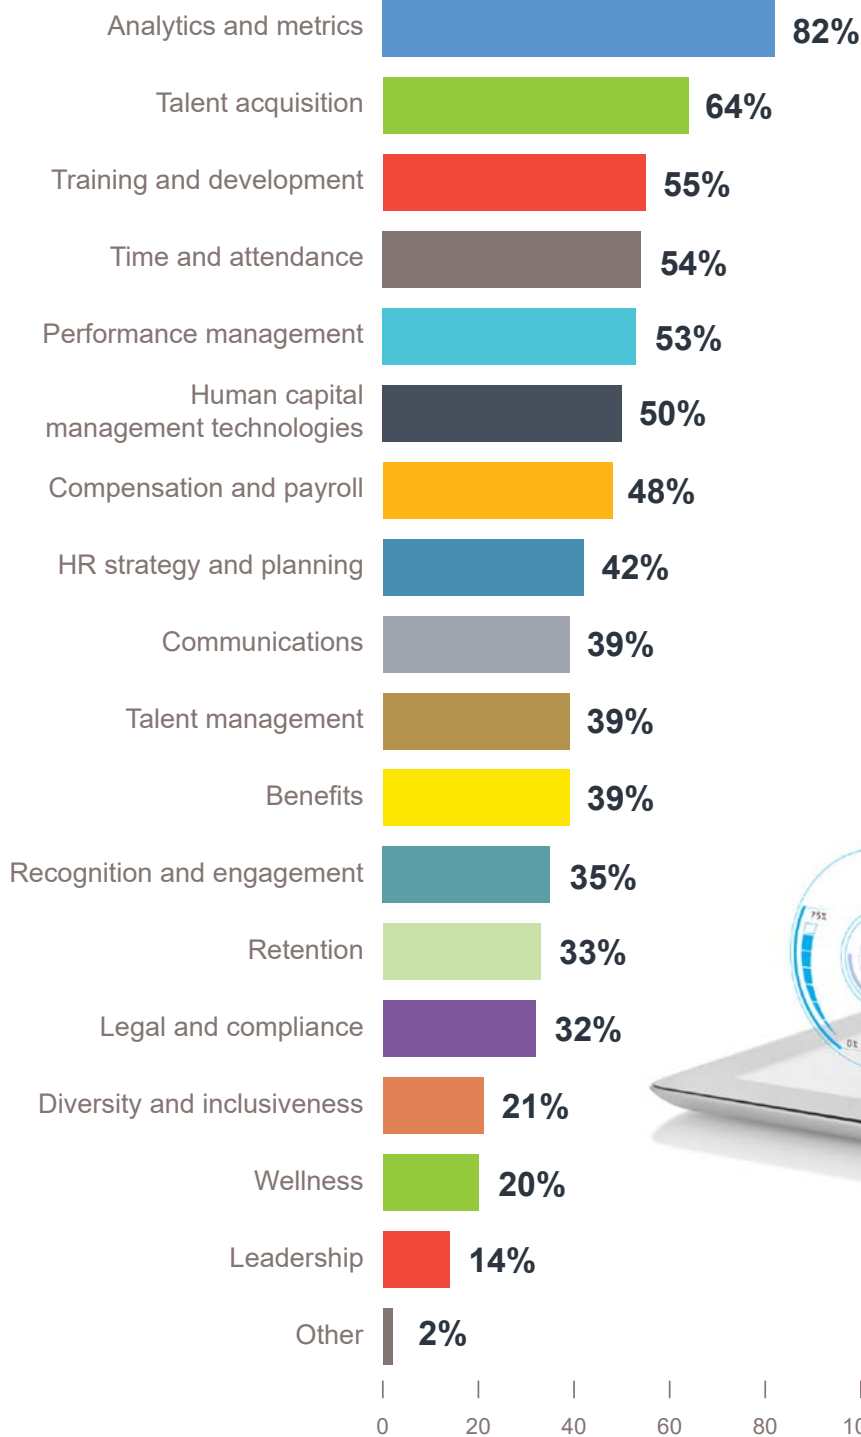 Analytics and metrics 82%
Talent acquisition 64%
Training and development 55%
Time and attendance 54%
Performance management 53%
Human capital
management technologies 50%
Compensation and payroll 48%
HR strategy and planning 42%
Communications 39%
Talent management 39%
Benefits 39%
Recognition and engagement 35%
75%
Retention 33%
Legal and compliance 32%
0%
Diversity and inclusiveness 21%
Wellness 20%
Leadership 14%
Other 2%
0 20 40 60 80